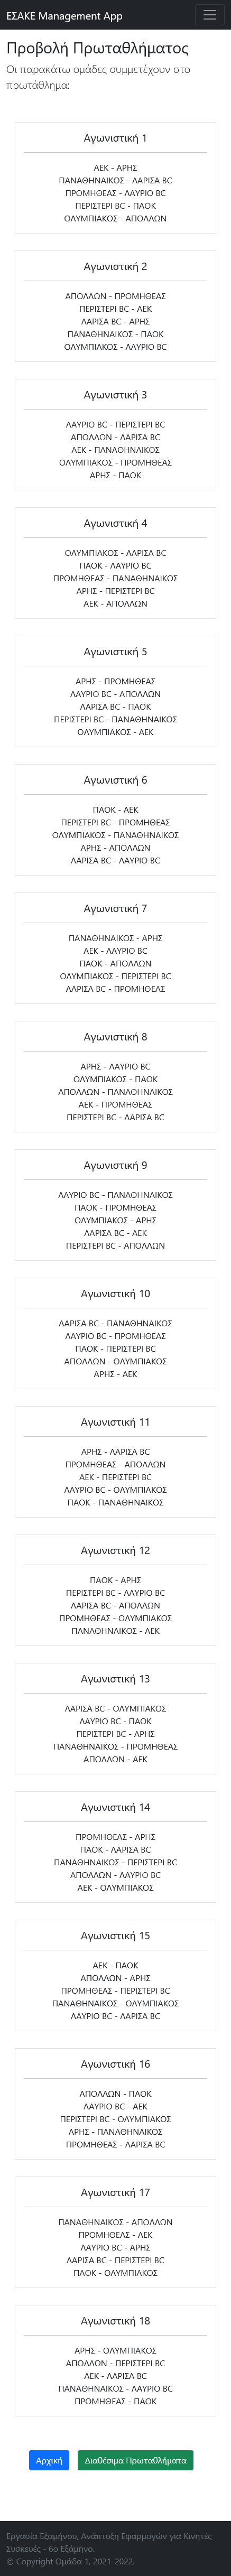 ΕΣΑΚΕ Management App
Προβολή Πρωταθλήματος
Οι παρακάτω ομάδες συμμετέχουν στο
πρωτάθλημα:
Αγωνιστική 1
ΑΕΚ - ΑΡΗΣ
ΠΑΝΑΘΗΝΑΙΚΟΣ - ΛΑΡΙΣΑ BC
ΠΡΟΜΗΘΕΑΣ - ΛΑΥΡΙΟ BC
ΠΕΡΙΣΤΕΡΙ BC - ΠΑΟΚ
ΟΛΥΜΠΙΑΚΟΣ - ΑΠΟΛΛΩΝ
Αγωνιστική 2
ΑΠΟΛΛΩΝ - ΠΡΟΜΗΘΕΑΣ
ΠΕΡΙΣΤΕΡΙ BC - ΑΕΚ
ΛΑΡΙΣΑ BC - ΑΡΗΣ
ΠΑΝΑΘΗΝΑΙΚΟΣ - ΠΑΟΚ
ΟΛΥΜΠΙΑΚΟΣ - ΛΑΥΡΙΟ BC
Αγωνιστική 3
ΛΑΥΡΙΟ BC - ΠΕΡΙΣΤΕΡΙ BC
ΑΠΟΛΛΩΝ - ΛΑΡΙΣΑ BC
ΑΕΚ - ΠΑΝΑΘΗΝΑΙΚΟΣ
ΟΛΥΜΠΙΑΚΟΣ - ΠΡΟΜΗΘΕΑΣ
ΑΡΗΣ - ΠΑΟΚ
Αγωνιστική 4
ΟΛΥΜΠΙΑΚΟΣ - ΛΑΡΙΣΑ BC
ΠΑΟΚ - ΛΑΥΡΙΟ BC
ΠΡΟΜΗΘΕΑΣ - ΠΑΝΑΘΗΝΑΙΚΟΣ
ΑΡΗΣ - ΠΕΡΙΣΤΕΡΙ BC
ΑΕΚ - ΑΠΟΛΛΩΝ
Αγωνιστική 5
ΑΡΗΣ - ΠΡΟΜΗΘΕΑΣ
ΛΑΥΡΙΟ BC - ΑΠΟΛΛΩΝ
ΛΑΡΙΣΑ BC - ΠΑΟΚ
ΠΕΡΙΣΤΕΡΙ BC - ΠΑΝΑΘΗΝΑΙΚΟΣ
ΟΛΥΜΠΙΑΚΟΣ - ΑΕΚ
Αγωνιστική 6
ΠΑΟΚ - ΑΕΚ
ΠΕΡΙΣΤΕΡΙ BC - ΠΡΟΜΗΘΕΑΣ
ΟΛΥΜΠΙΑΚΟΣ - ΠΑΝΑΘΗΝΑΙΚΟΣ
ΑΡΗΣ - ΑΠΟΛΛΩΝ
ΛΑΡΙΣΑ BC - ΛΑΥΡΙΟ BC
Αγωνιστική 7
ΠΑΝΑΘΗΝΑΙΚΟΣ - ΑΡΗΣ
ΑΕΚ - ΛΑΥΡΙΟ BC
ΠΑΟΚ - ΑΠΟΛΛΩΝ
ΟΛΥΜΠΙΑΚΟΣ - ΠΕΡΙΣΤΕΡΙ BC
ΛΑΡΙΣΑ BC - ΠΡΟΜΗΘΕΑΣ
Αγωνιστική 8
ΑΡΗΣ - ΛΑΥΡΙΟ BC
ΟΛΥΜΠΙΑΚΟΣ - ΠΑΟΚ
ΑΠΟΛΛΩΝ - ΠΑΝΑΘΗΝΑΙΚΟΣ
ΑΕΚ - ΠΡΟΜΗΘΕΑΣ
ΠΕΡΙΣΤΕΡΙ BC - ΛΑΡΙΣΑ BC
Αγωνιστική 9
ΛΑΥΡΙΟ BC - ΠΑΝΑΘΗΝΑΙΚΟΣ
ΠΑΟΚ - ΠΡΟΜΗΘΕΑΣ
ΟΛΥΜΠΙΑΚΟΣ - ΑΡΗΣ
ΛΑΡΙΣΑ BC - ΑΕΚ
ΠΕΡΙΣΤΕΡΙ BC - ΑΠΟΛΛΩΝ
Αγωνιστική 10
ΛΑΡΙΣΑ BC - ΠΑΝΑΘΗΝΑΙΚΟΣ
ΛΑΥΡΙΟ BC - ΠΡΟΜΗΘΕΑΣ
ΠΑΟΚ - ΠΕΡΙΣΤΕΡΙ BC
ΑΠΟΛΛΩΝ - ΟΛΥΜΠΙΑΚΟΣ
ΑΡΗΣ - ΑΕΚ
Αγωνιστική 11
ΑΡΗΣ - ΛΑΡΙΣΑ BC
ΠΡΟΜΗΘΕΑΣ - ΑΠΟΛΛΩΝ
ΑΕΚ - ΠΕΡΙΣΤΕΡΙ BC
ΛΑΥΡΙΟ BC - ΟΛΥΜΠΙΑΚΟΣ
ΠΑΟΚ - ΠΑΝΑΘΗΝΑΙΚΟΣ
Αγωνιστική 12
ΠΑΟΚ - ΑΡΗΣ
ΠΕΡΙΣΤΕΡΙ BC - ΛΑΥΡΙΟ BC
ΛΑΡΙΣΑ BC - ΑΠΟΛΛΩΝ
ΠΡΟΜΗΘΕΑΣ - ΟΛΥΜΠΙΑΚΟΣ
ΠΑΝΑΘΗΝΑΙΚΟΣ - ΑΕΚ
Αγωνιστική 13
ΛΑΡΙΣΑ BC - ΟΛΥΜΠΙΑΚΟΣ
ΛΑΥΡΙΟ BC - ΠΑΟΚ
ΠΕΡΙΣΤΕΡΙ BC - ΑΡΗΣ
ΠΑΝΑΘΗΝΑΙΚΟΣ - ΠΡΟΜΗΘΕΑΣ
ΑΠΟΛΛΩΝ - ΑΕΚ
Αγωνιστική 14
ΠΡΟΜΗΘΕΑΣ - ΑΡΗΣ
ΠΑΟΚ - ΛΑΡΙΣΑ BC
ΠΑΝΑΘΗΝΑΙΚΟΣ - ΠΕΡΙΣΤΕΡΙ BC
ΑΠΟΛΛΩΝ - ΛΑΥΡΙΟ BC
ΑΕΚ - ΟΛΥΜΠΙΑΚΟΣ
Αγωνιστική 15
ΑΕΚ - ΠΑΟΚ
ΑΠΟΛΛΩΝ - ΑΡΗΣ
ΠΡΟΜΗΘΕΑΣ - ΠΕΡΙΣΤΕΡΙ BC
ΠΑΝΑΘΗΝΑΙΚΟΣ - ΟΛΥΜΠΙΑΚΟΣ
ΛΑΥΡΙΟ BC - ΛΑΡΙΣΑ BC
Αγωνιστική 16
ΑΠΟΛΛΩΝ - ΠΑΟΚ
ΛΑΥΡΙΟ BC - ΑΕΚ
ΠΕΡΙΣΤΕΡΙ BC - ΟΛΥΜΠΙΑΚΟΣ
ΑΡΗΣ - ΠΑΝΑΘΗΝΑΙΚΟΣ
ΠΡΟΜΗΘΕΑΣ - ΛΑΡΙΣΑ BC
Αγωνιστική 17
ΠΑΝΑΘΗΝΑΙΚΟΣ - ΑΠΟΛΛΩΝ
ΠΡΟΜΗΘΕΑΣ - ΑΕΚ
ΛΑΥΡΙΟ BC - ΑΡΗΣ
ΛΑΡΙΣΑ BC - ΠΕΡΙΣΤΕΡΙ BC
ΠΑΟΚ - ΟΛΥΜΠΙΑΚΟΣ
Αγωνιστική 18
ΑΡΗΣ - ΟΛΥΜΠΙΑΚΟΣ
ΑΠΟΛΛΩΝ - ΠΕΡΙΣΤΕΡΙ BC
ΑΕΚ - ΛΑΡΙΣΑ BC
ΠΑΝΑΘΗΝΑΙΚΟΣ - ΛΑΥΡΙΟ BC
ΠΡΟΜΗΘΕΑΣ - ΠΑΟΚ
Αρχική Διαθέσιμα Πρωταθλήματα
Εργασία Εξαμήνου, Ανάπτυξη Εφαρμογών για Κινητές
Συσκευές - 6ο Εξάμηνο.
© Copyright Ομάδα 1, 2021-2022.